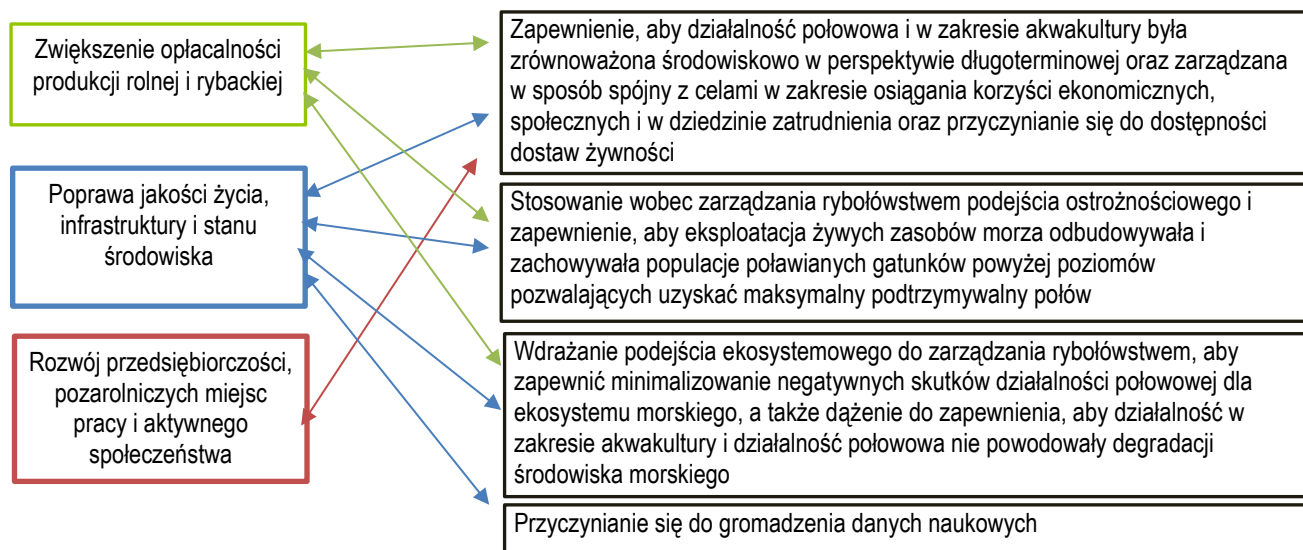 Zwiększenie opłacalności
produkcji rolnej i rybackiej
Poprawa jakości życia,
infrastruktury i stanu
środowiska
Rozwój przedsiębiorczości,
pozarolniczych miejsc
pracy i aktywnego
społeczeństwa
Zapewnienie, aby działalność połowowa i w zakresie akwakultury była
zrównoważona środowiskowo w perspektywie długoterminowej oraz zarządzana
w sposób spójny z celami w zakresie osiągania korzyści ekonomicznych,
społecznych i w dziedzinie zatrudnienia oraz przyczynianie się do dostępności
dostaw żywności
Stosowanie wobec zarządzania rybołówstwem podejścia ostrożnościowego i
zapewnienie, aby eksploatacja żywych zasobów morza odbudowywała i
zachowywała populacje poławianych gatunków powyżej poziomów
pozwalających uzyskać maksymalny podtrzymywalny połów
Wdrażanie podejścia ekosystemowego do zarządzania rybołówstwem, aby
zapewnić minimalizowanie negatywnych skutków działalności połowowej dla
ekosystemu morskiego, a także dążenie do zapewnienia, aby działalność w
zakresie akwakultury i działalność połowowa nie powodowały degradacji
środowiska morskiego
Przyczynianie się do gromadzenia danych naukowych